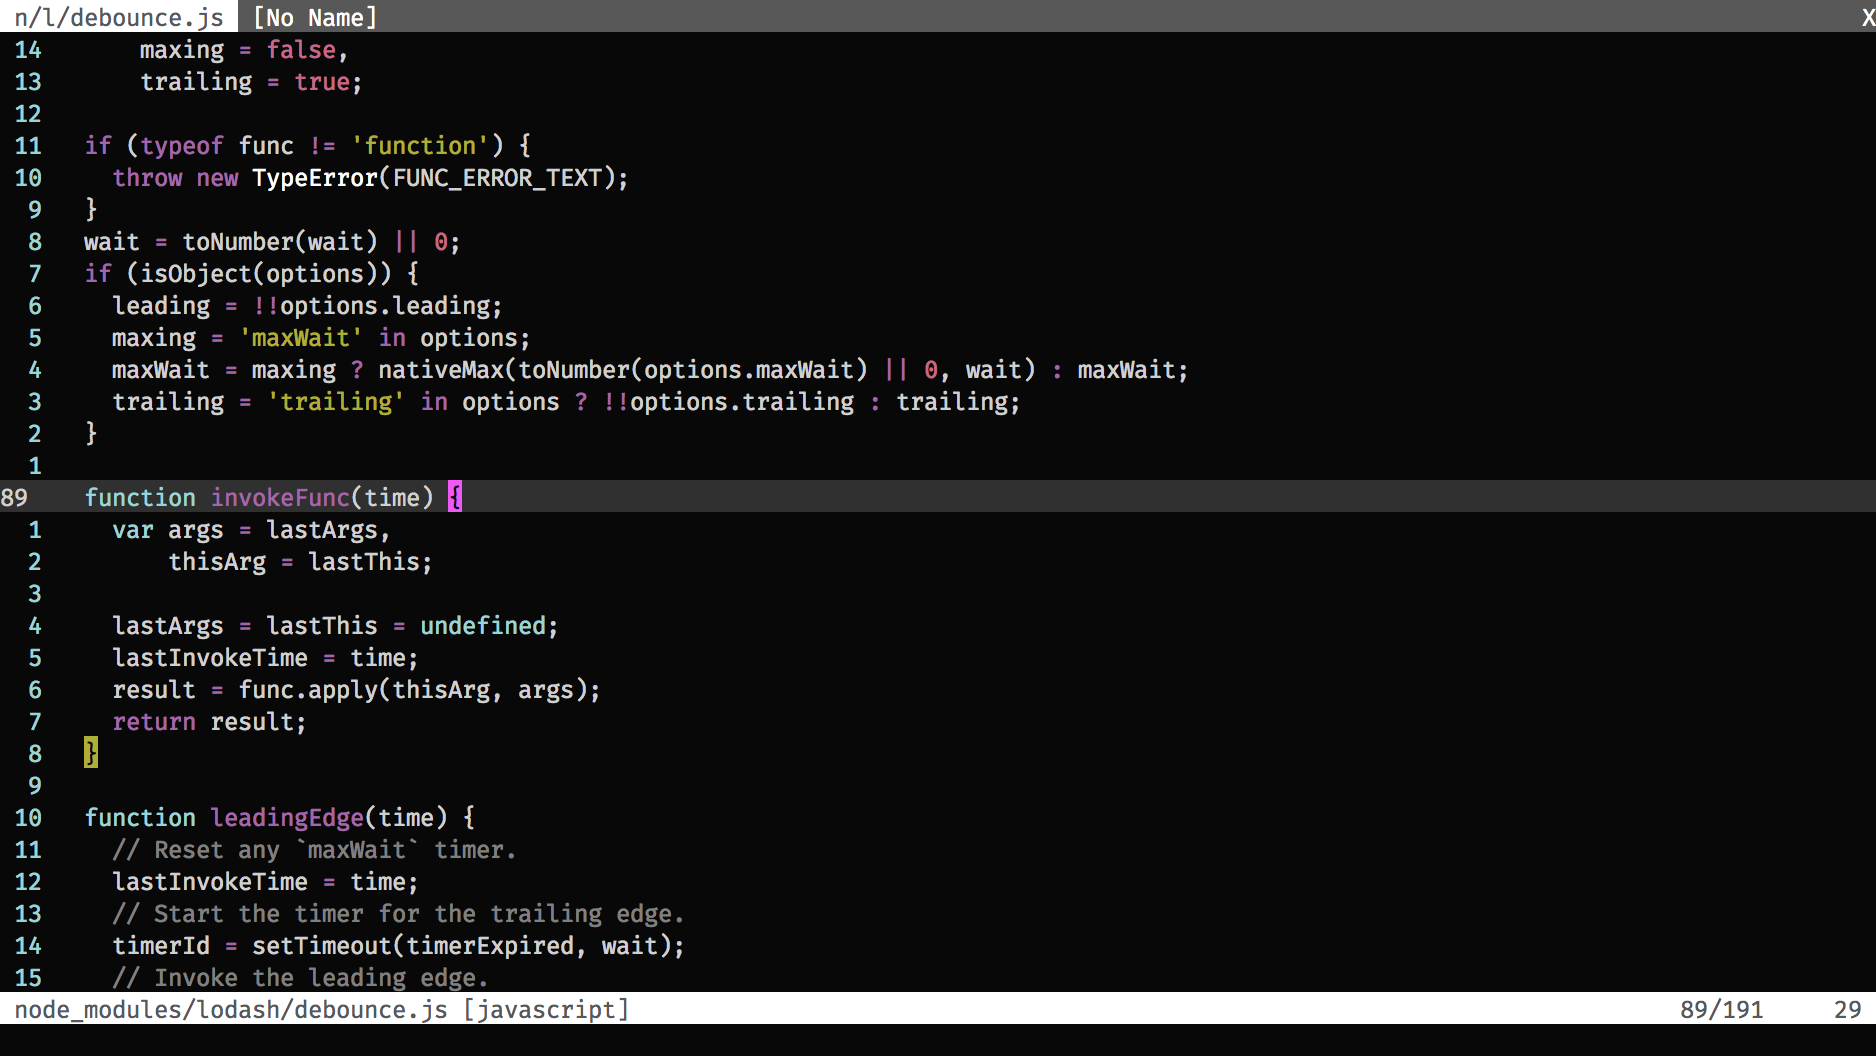 n/l/debounce.js [No Name] X
14       maxing = false,
13       trailing = true;
12
11   if (typeof func != 'function') {
10     throw new TypeError(FUNC_ERROR_TEXT);
 9   }
 8   wait = toNumber(wait) || 0;
 7   if (isObject(options)) {
 6     leading = !!options.leading;
 5     maxing = 'maxWait' in options;
 4     maxWait = maxing ? nativeMax(toNumber(options.maxWait) || 0, wait) : maxWait;
 3     trailing = 'trailing' in options ? !!options.trailing : trailing;
 2   }
 1
89    function invokeFunc(time) {
 1     var args = lastArgs,
 2         thisArg = lastThis;
 3
 4     lastArgs = lastThis = undefined;
 5     lastInvokeTime = time;
 6     result = func.apply(thisArg, args);
 7     return result;
 8   }
 9
10   function leadingEdge(time) {
11     // Reset any `maxWait` timer.
12     lastInvokeTime = time;
13     // Start the timer for the trailing edge.
14     timerId = setTimeout(timerExpired, wait);
15     // Invoke the leading edge.
node_modules/lodash/debounce.js [javascript] 89/191 29